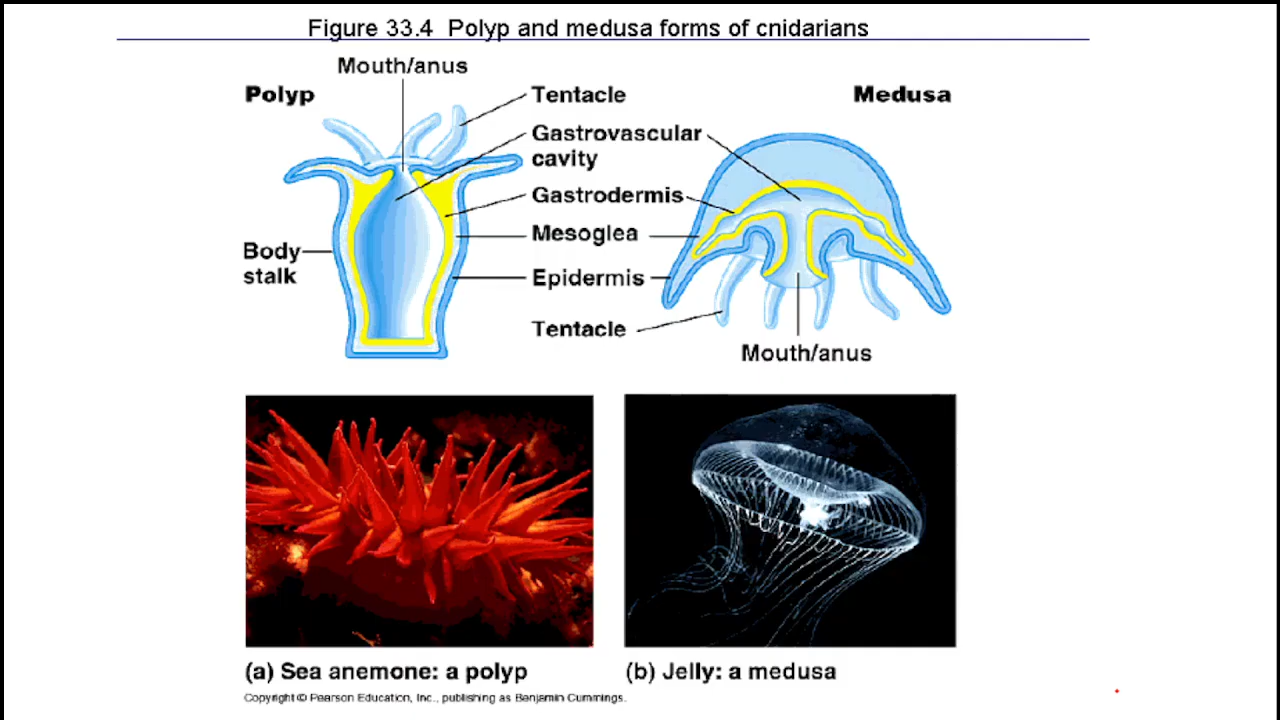 Figure 33.4  Polyp and medusa forms of cnidarians
Mouth/anus
Polyp
Tentacle
Medusa
Gastrovascular
cavity
Gastrodermis
Mesoglea
Body
stalk
Epidermis
Tentacle
Mouth/anus
(a) Sea anemone: a polyp
(b) Jelly: a medusa
Copyright © Pearson Education, Inc., publishing as Benjamin Cummings.